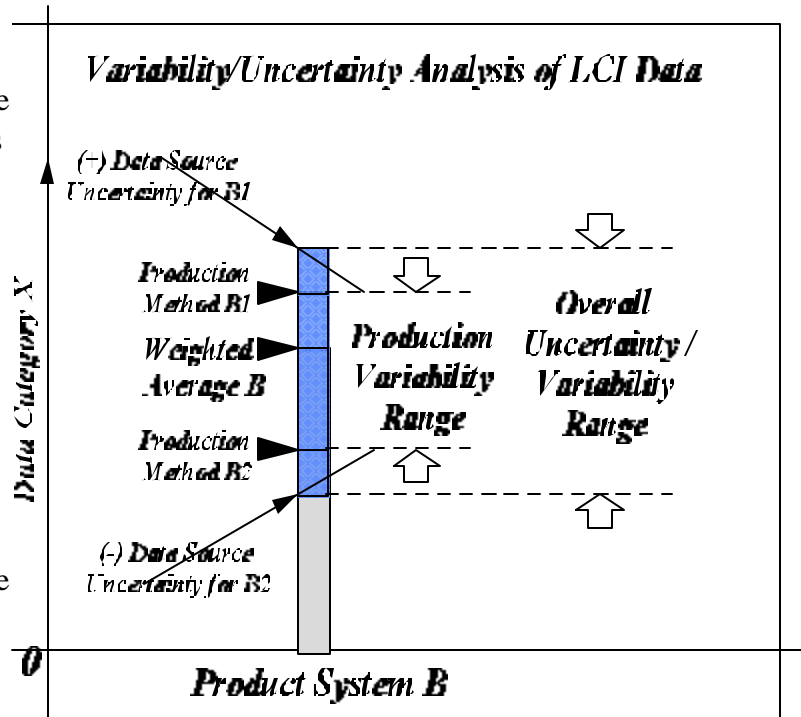 Variability/Uncertainty Analysis of LCI Data
e
s
(+) Data Source
Uncertainty for B1
Production
Method B1
Weighted
Average B
Production
Method B2
(-) Data Source
Uncertainty for B2
Production
Variability
Range
Overall
Uncertainty /
Variability
Range
Data Category X
e
0
Product System B